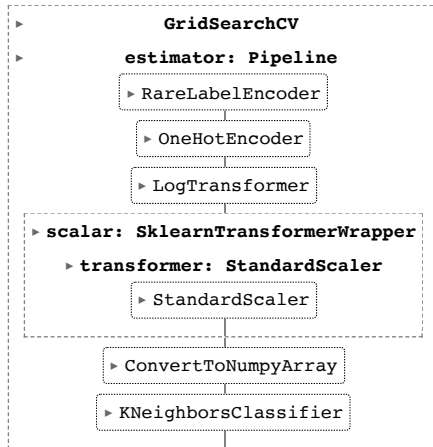 GridSearchCV
estimator: Pipeline
RareLabelEncoder
OneHotEncoder
LogTransformer
scalar: SklearnTransformerWrapper
transformer: StandardScaler
StandardScaler
ConvertToNumpyArray
KNeighborsClassifier